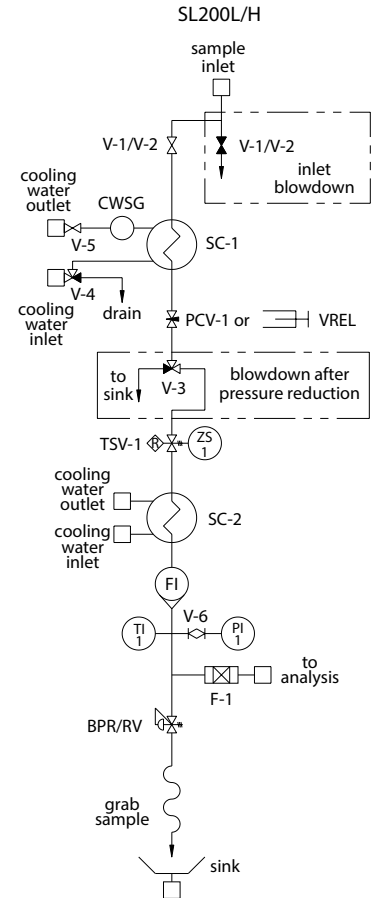 SL200L/H
sample
inlet
V-1/V-2
V-1/V-2
inlet
blowdown
cooling
water
outlet
CWSG
V-5
SC-1
V-4
cooling
water
inlet
drain
PCV-1 or
VREL
to
sink
V-3
blowdown after
pressure reduction
TSV-1
R
ZS
1
cooling
water
outlet
cooling
water
inlet
SC-2
FI
V-6
TI
1
PI
1
to
analysis
F-1
BPR/RV
grab
sample
sink